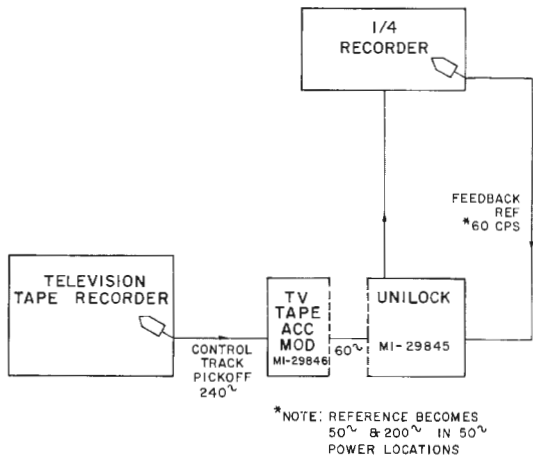 1/4
RECORDER
FEEDBACK
REF
*60 CPS
TELEVISION
TAPE RECORDER
TV
TAPE
ACC
MOD
MI-29846
UNILOCK
MI-29845
60~
CONTROL
TRACK
PICKOFF
240~
*NOTE: REFERENCE BECOMES
50~ & 200~ IN 50~
POWER LOCATIONS